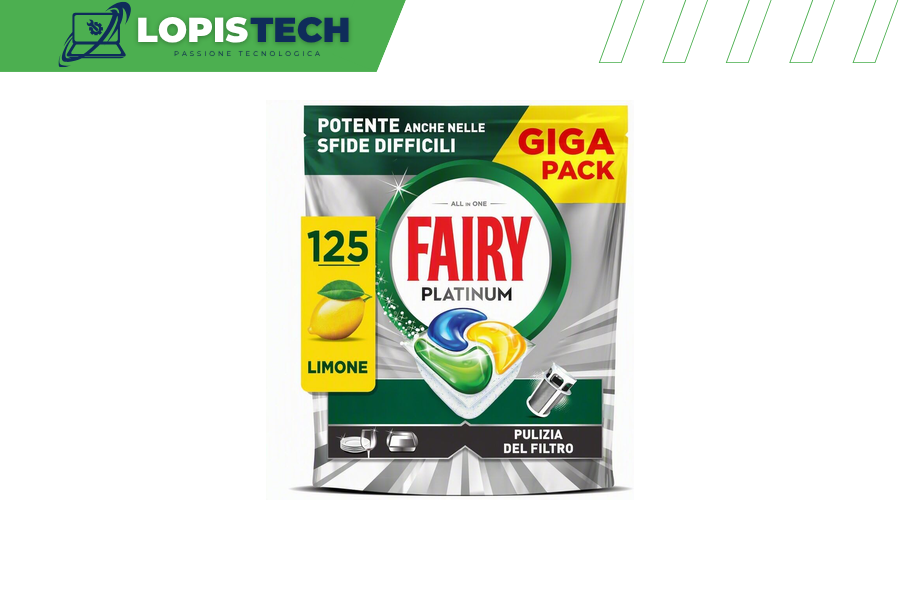 LOPISTECH
PASSIONE TECNOLOGICA
POTENTE ANCHE NELLE
SFIDE DIFFICILI
GIGA
PACK
ALL IN ONE
FAIRY
PLATINUM
125
LIMONE
PULIZIA
DEL FILTRO